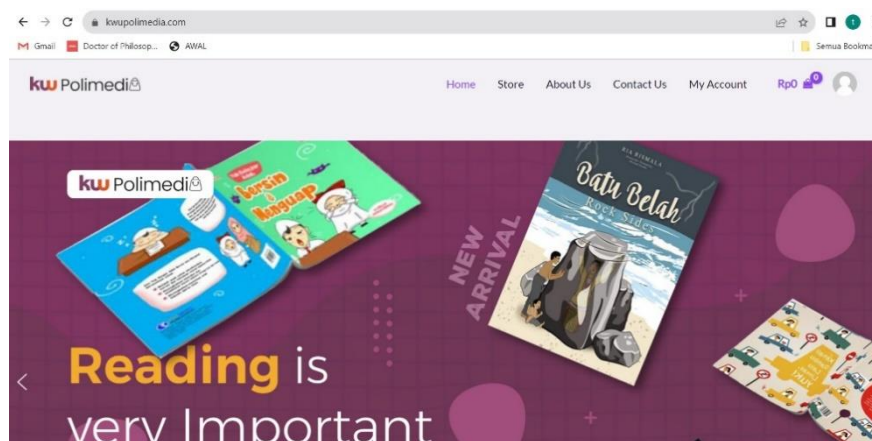 kwupolimedia.com
Gmail
Doctor of Philosop...
AWAL
Semua Bookma
kw Polimedia
Home
Store
About Us
Contact Us
My Account
Rp0
0
kw Polimedia
Bersin
&
Menguap
RIA RISMALA
Batu Belah
Rock Sides
NEW
ARRIVAL
Reading is
very Important